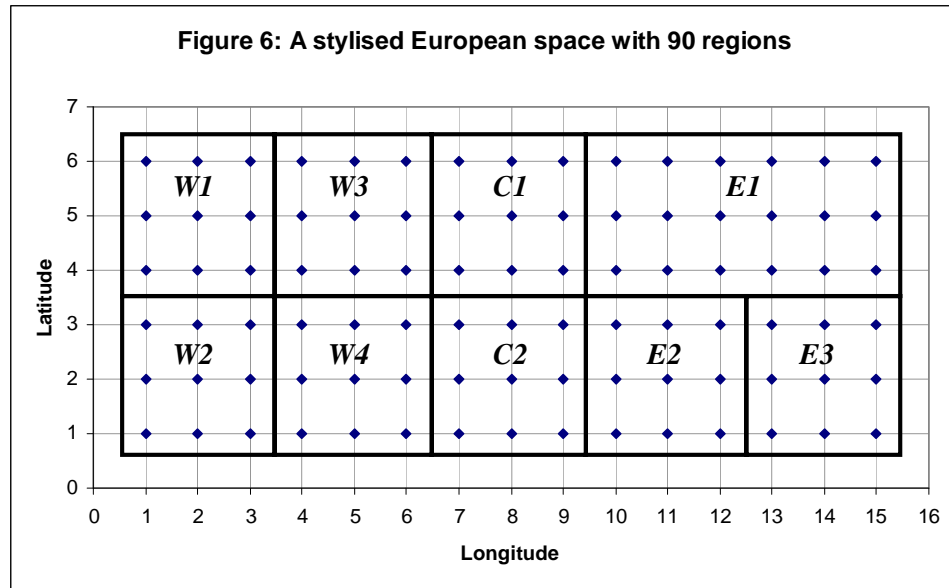 Figure 6: A stylised European space with 90 regions
7
6
W1 W3 C1 E1
5
4
Latitude
3
W2 W4 C2 E2 E3
2
1
0
0 1 2 3 4 5 6 7 8 9 10 11 12 13 14 15 16
Longitude